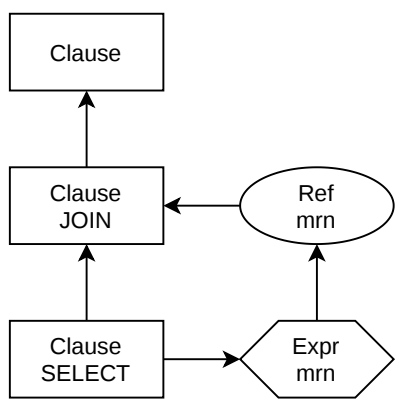 Clause
Clause
JOIN
Ref
mrn
Clause
SELECT
Expr
mrn